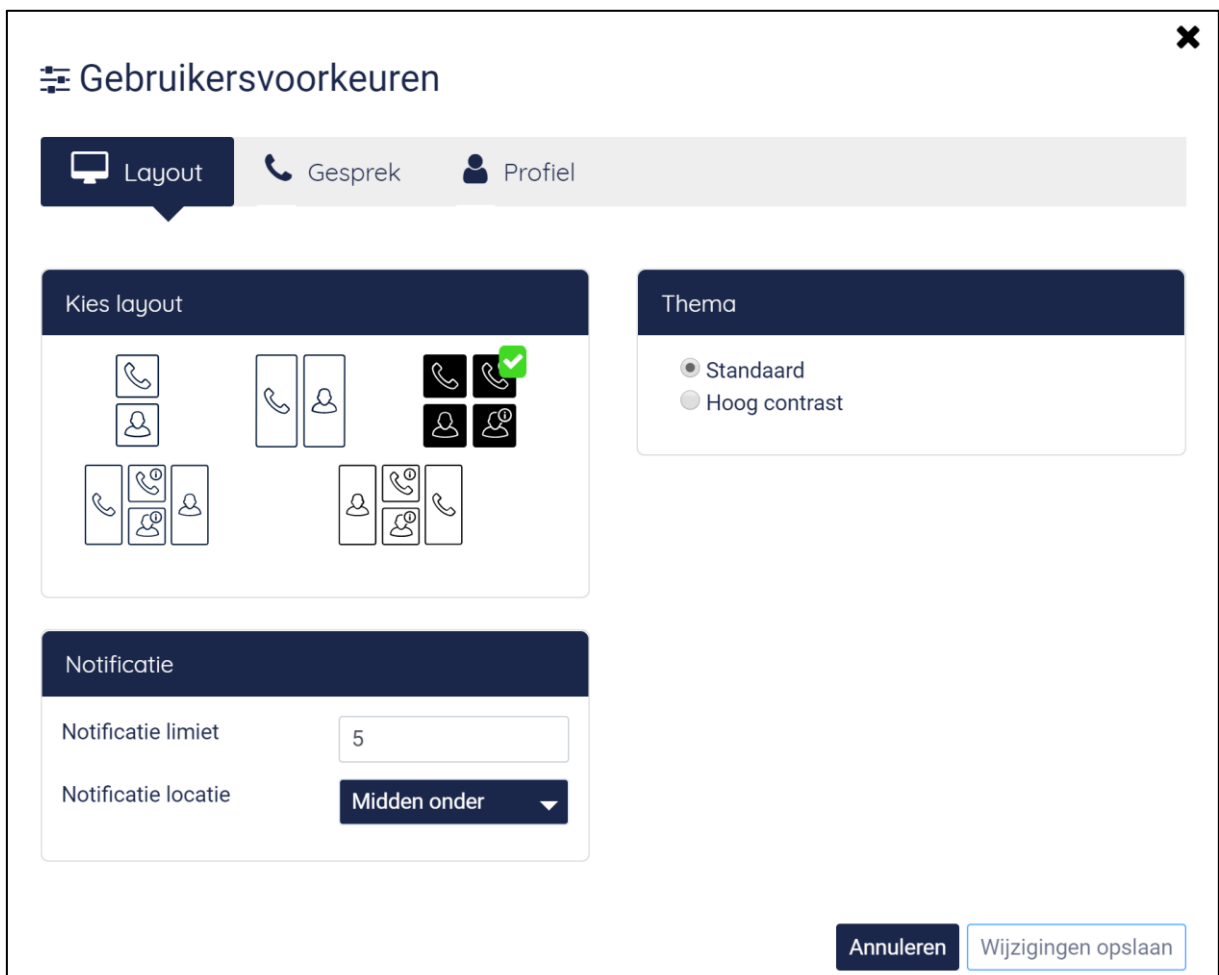 Gebruikersvoorkeuren
Layout
Gesprek
Profiel
Kies layout
Thema
Standaard
Hoog contrast
Notificatie
Notificatie limiet
5
Notificatie locatie
Midden onder
Annuleren
Wijzigingen opslaan